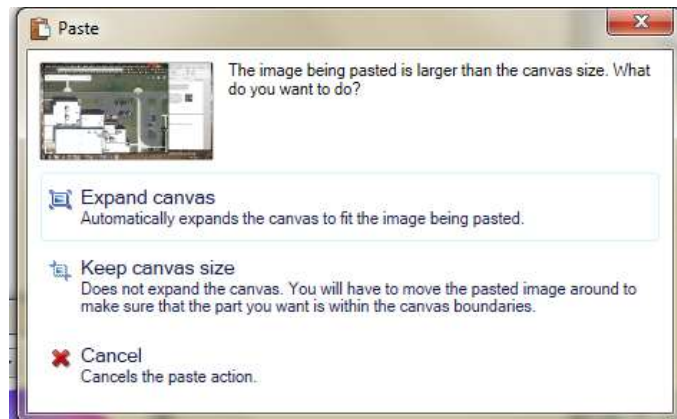 Paste
The image being pasted is larger than the canvas size. What
do you want to do?
Expand canvas
Automatically expands the canvas to fit the image being pasted.
Keep canvas size
Does not expand the canvas. You will have to move the pasted image around to
make sure that the part you want is within the canvas boundaries.
Cancel
Cancels the paste action.